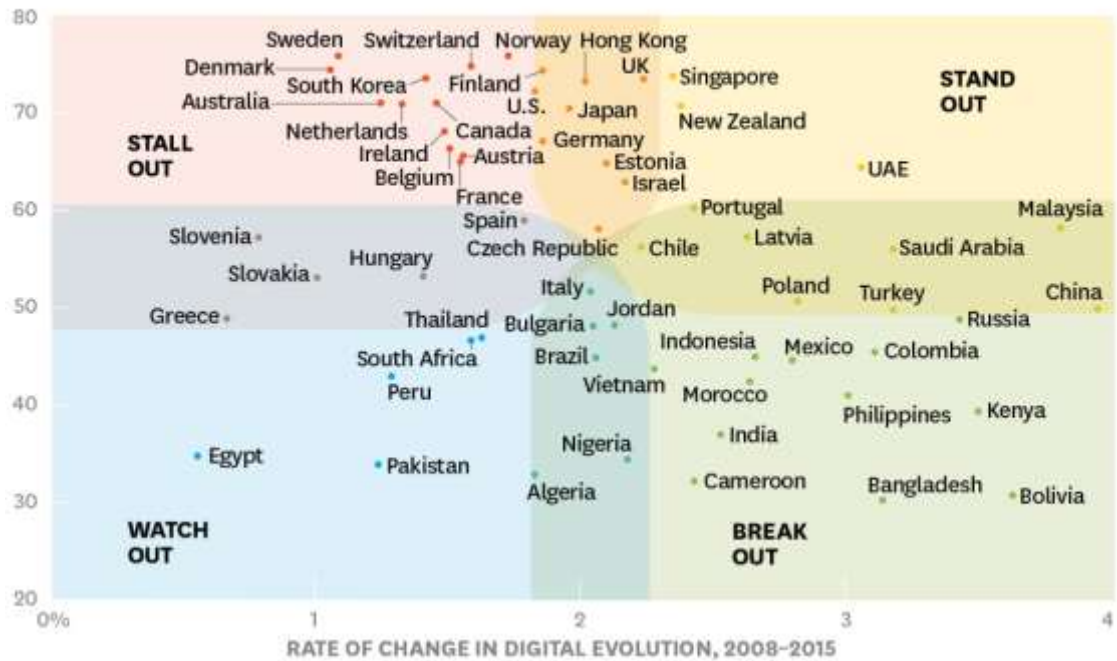 80
Sweden
Switzerland
Norway
Hong Kong
Denmark
South Korea
Finland
UK
Singapore
STAND
OUT
Australia
U.S.
Japan
70
New Zealand
Netherlands
Canada
STALL
OUT
Ireland
Austria
Germany
Belgium
Estonia
UAE
France
Israel
60
Spain
Portugal
Malaysia
Slovenia
Czech Republic
Chile
Latvia
Saudi Arabia
Hungary
Slovakia
Italy
Poland
Turkey
China
50
Greece
Thailand
Bulgaria
Jordan
Russia
South Africa
Brazil
Indonesia
Mexico
Colombia
Peru
Vietnam
Morocco
40
Philippines
Kenya
Egypt
Pakistan
Nigeria
India
Algeria
Cameroon
Bangladesh
Bolivia
30
WATCH
OUT
BREAK
OUT
20
0%
1
2
3
4
RATE OF CHANGE IN DIGITAL EVOLUTION, 2008–2015